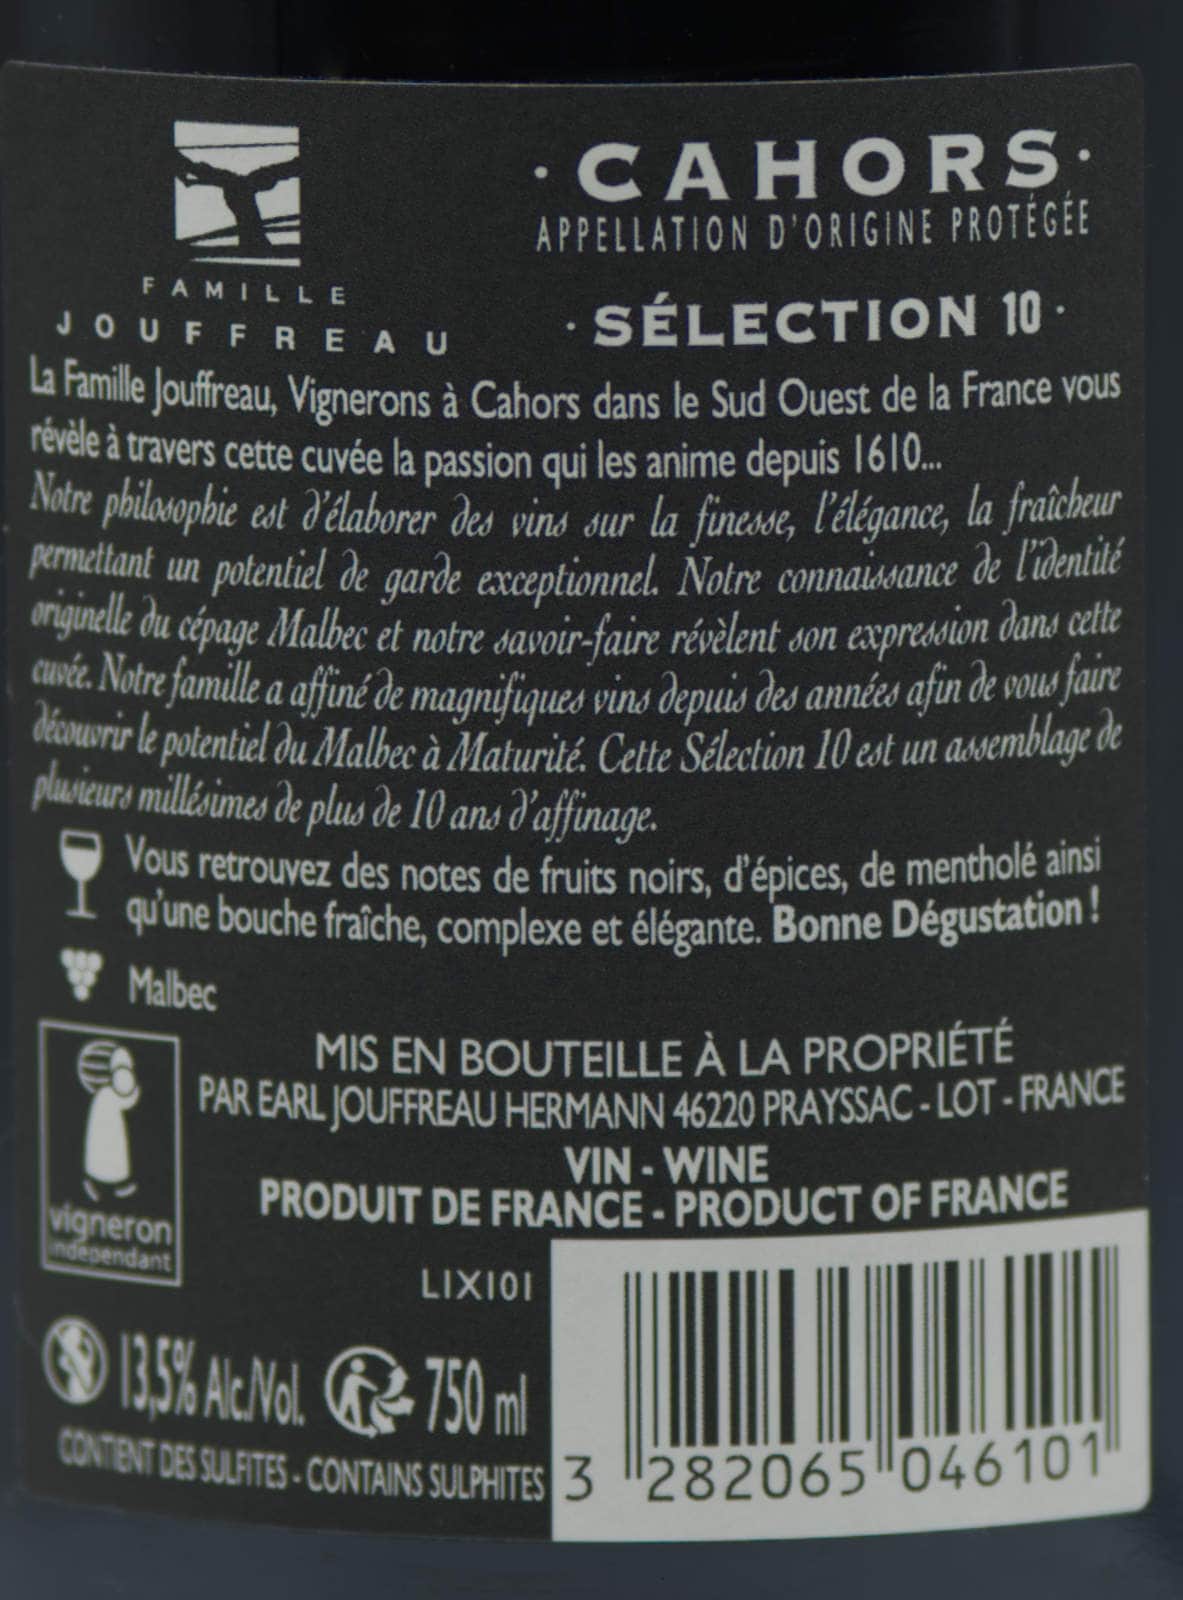 FAMILLE
JOUFFREAU
· CAHORS ·
APPELLATION D'ORIGINE PROTÉGÉE
· SÉLECTION 10 ·
La Famille Jouffreau, Vignerons à Cahors dans le Sud Ouest de la France vous
révèle à travers cette cuvée la passion qui les anime depuis 1610...
Notre philosophie est d'élaborer des vins sur la finesse, l'élégance, la fraîcheur
permettant un potentiel de garde exceptionnel. Notre connaissance de l'identité
originelle du cépage Malbec et notre savoir-faire révèlent son expression dans cette
cuvée. Notre famille a affiné de magnifiques vins depuis des années afin de vous faire
découvrir le potentiel du Malbec à Maturité. Cette Sélection 10 est un assemblage de
plusieurs millésimes de plus de 10 ans d'affinage.
Vous retrouvez des notes de fruits noirs, d'épices, de mentholé ainsi
qu'une bouche fraîche, complexe et élégante. Bonne Dégustation !
Malbec
MIS EN BOUTEILLE À LA PROPRIÉTÉ
PAR EARL JOUFFREAU HERMANN 46220 PRAYSSAC - LOT - FRANCE
VIN - WINE
PRODUIT DE FRANCE - PRODUCT OF FRANCE
vigneron
indépendant
LIX101
13,5% Alc./Vol.
750 ml
CONTIENT DES SULFITES - CONTAINS SULPHITES
3 282065 046101